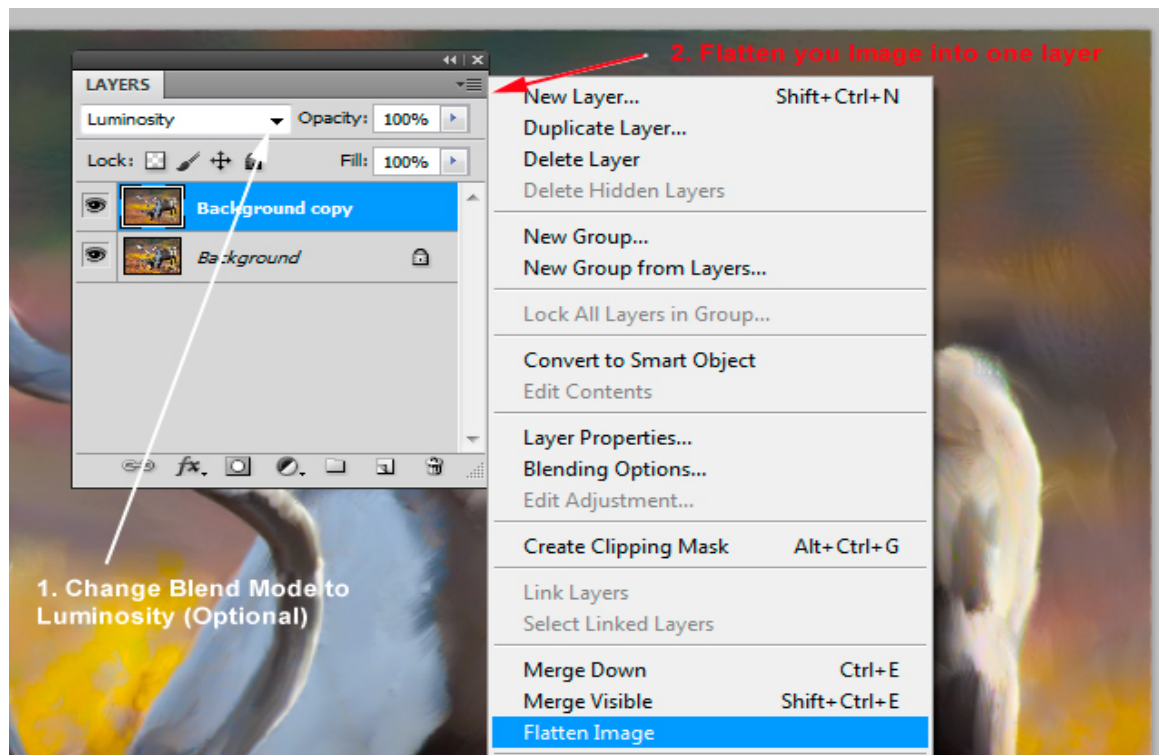 2. Flatten you Image into one layer
LAYERS
Luminosity Opacity: 100%
Lock: Fill: 100%
Background copy
Background
fx.
1. Change Blend Mode to
Luminosity (Optional)
New Layer... Shift+Ctrl+N
Duplicate Layer...
Delete Layer
Delete Hidden Layers
New Group...
New Group from Layers...
Lock All Layers in Group...
Convert to Smart Object
Edit Contents
Layer Properties...
Blending Options...
Edit Adjustment...
Create Clipping Mask Alt+Ctrl+G
Link Layers
Select Linked Layers
Merge Down Ctrl+E
Merge Visible Shift+Ctrl+E
Flatten Image